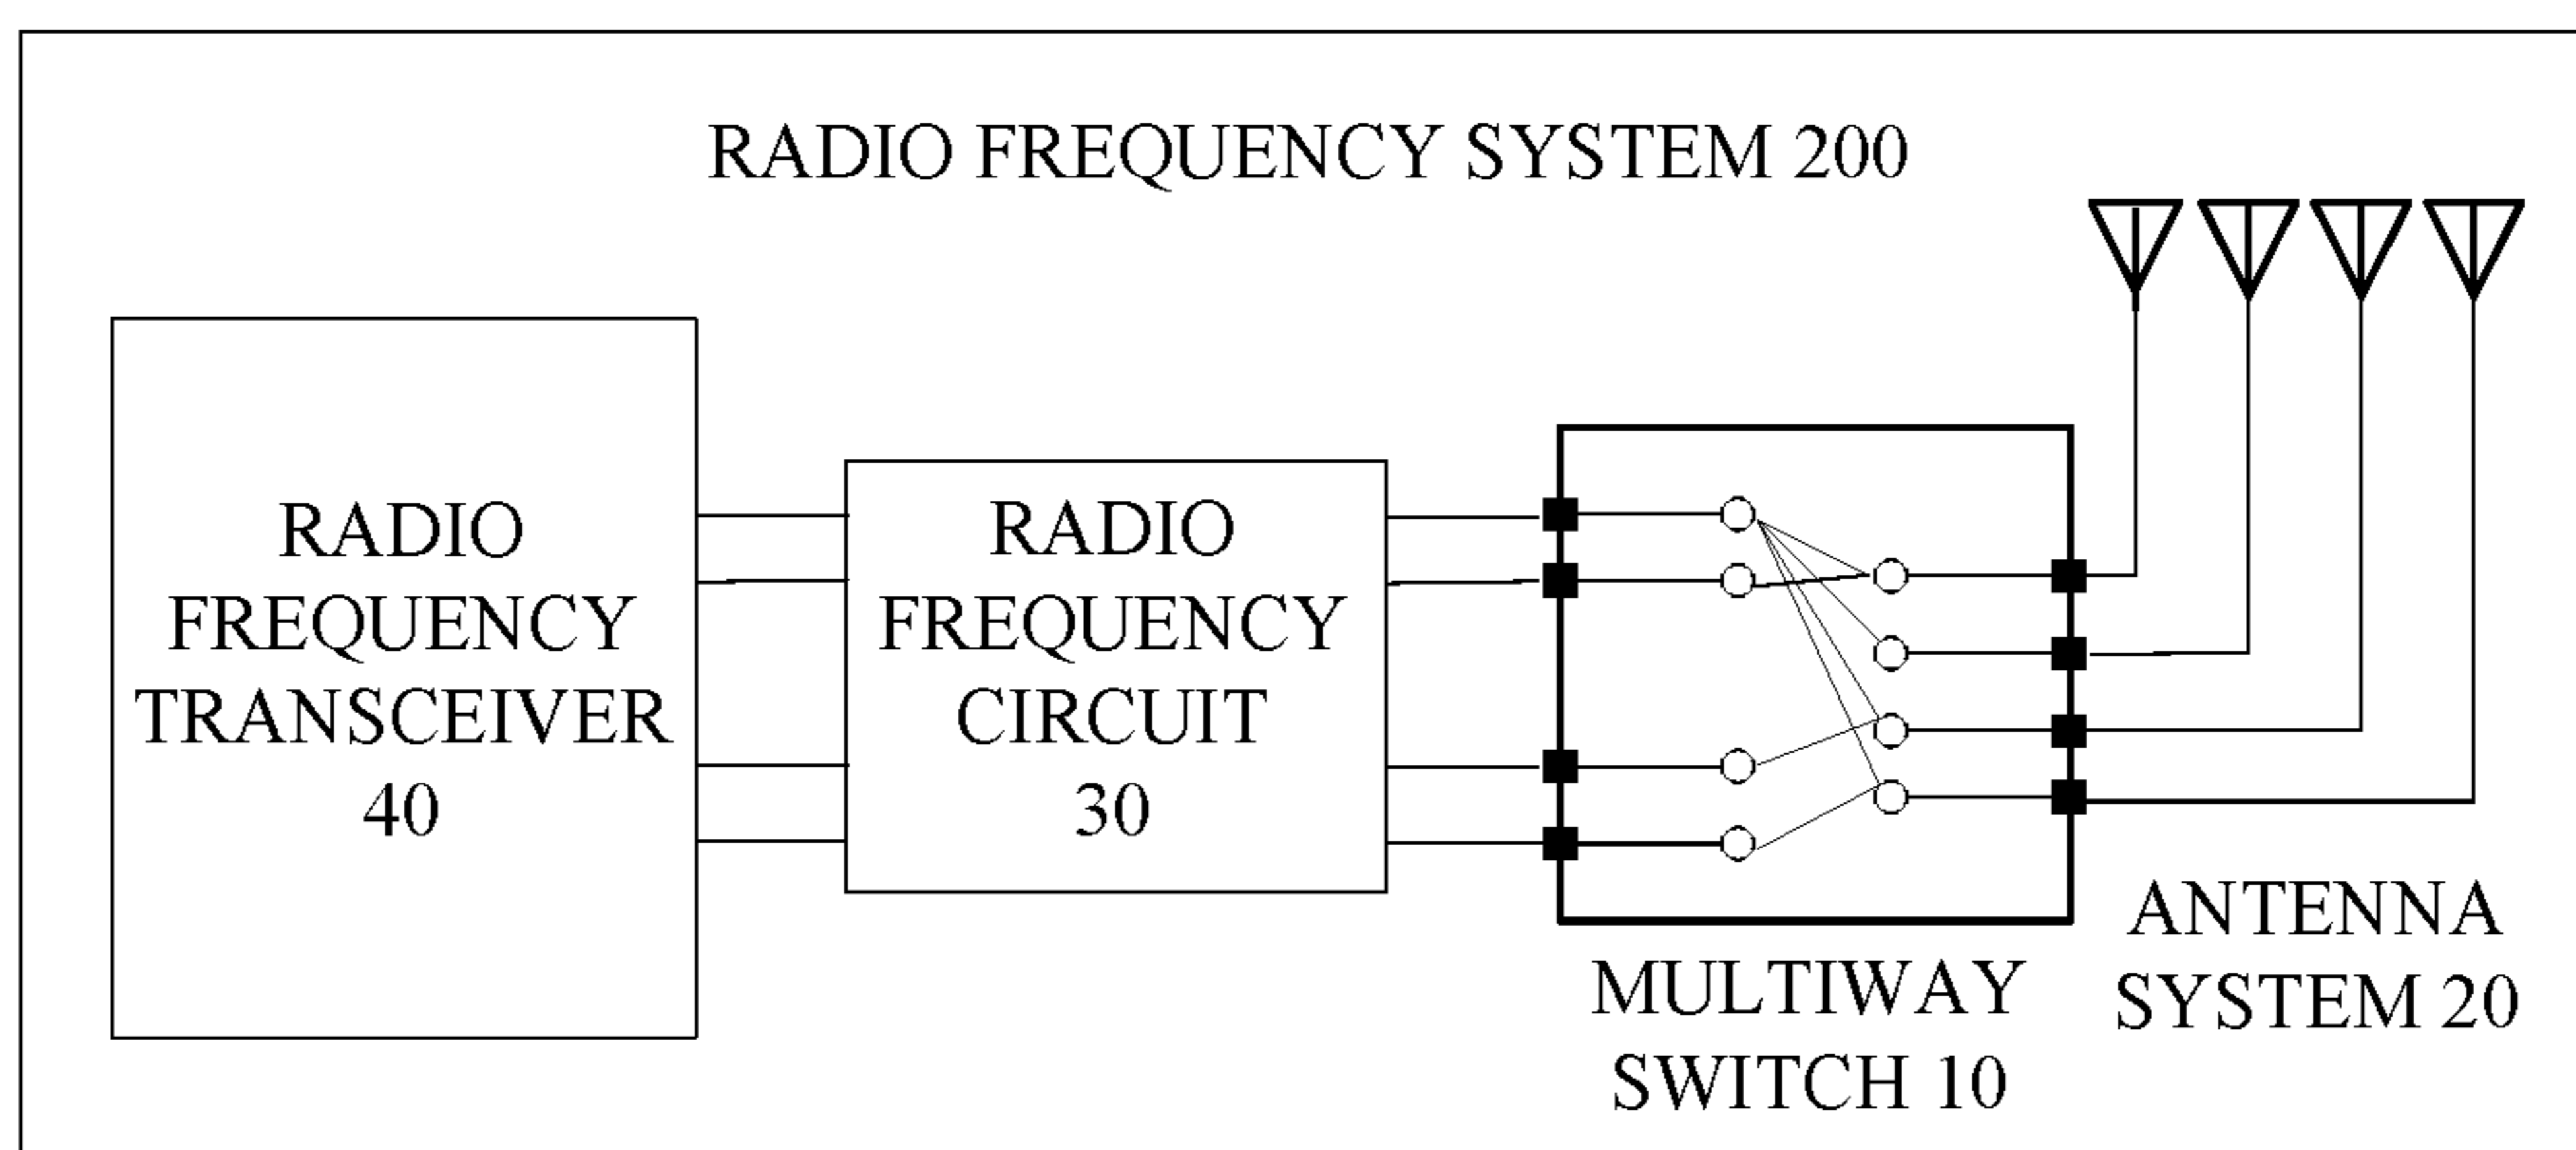 RADIO FREQUENCY SYSTEM 200
RADIO
FREQUENCY
TRANSCEIVER
40
RADIO
FREQUENCY
CIRCUIT
30
MULTIWAY
SWITCH 10
ANTENNA
SYSTEM 20